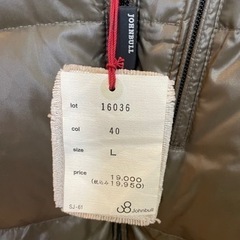 JOHNBULL
lot 16036
col 40
size L
price 19,000
(税込み19,950)
SJ-01
Johnbull